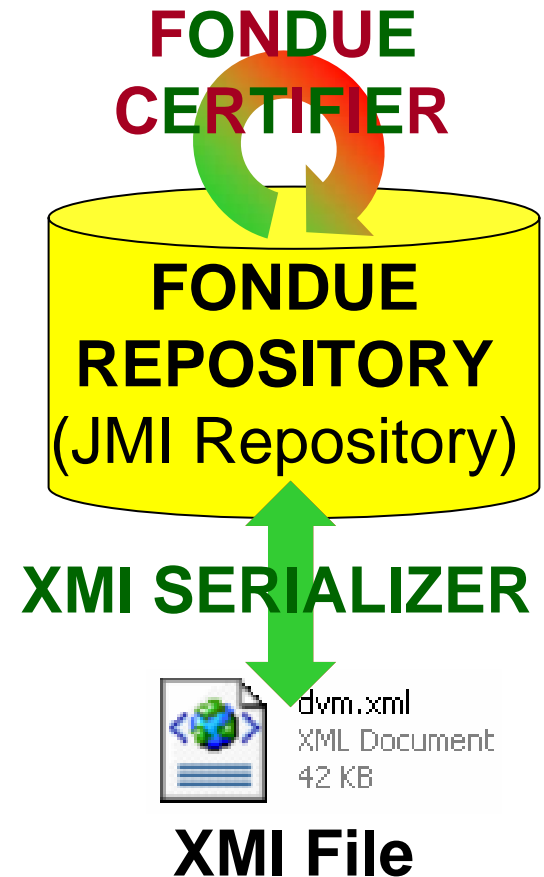 FONDUE
CERTIFIER
FONDUE
REPOSITORY
(JMI Repository)
XMI SERIALIZER
dvm.xml
XML Document
42 KB
XMI File